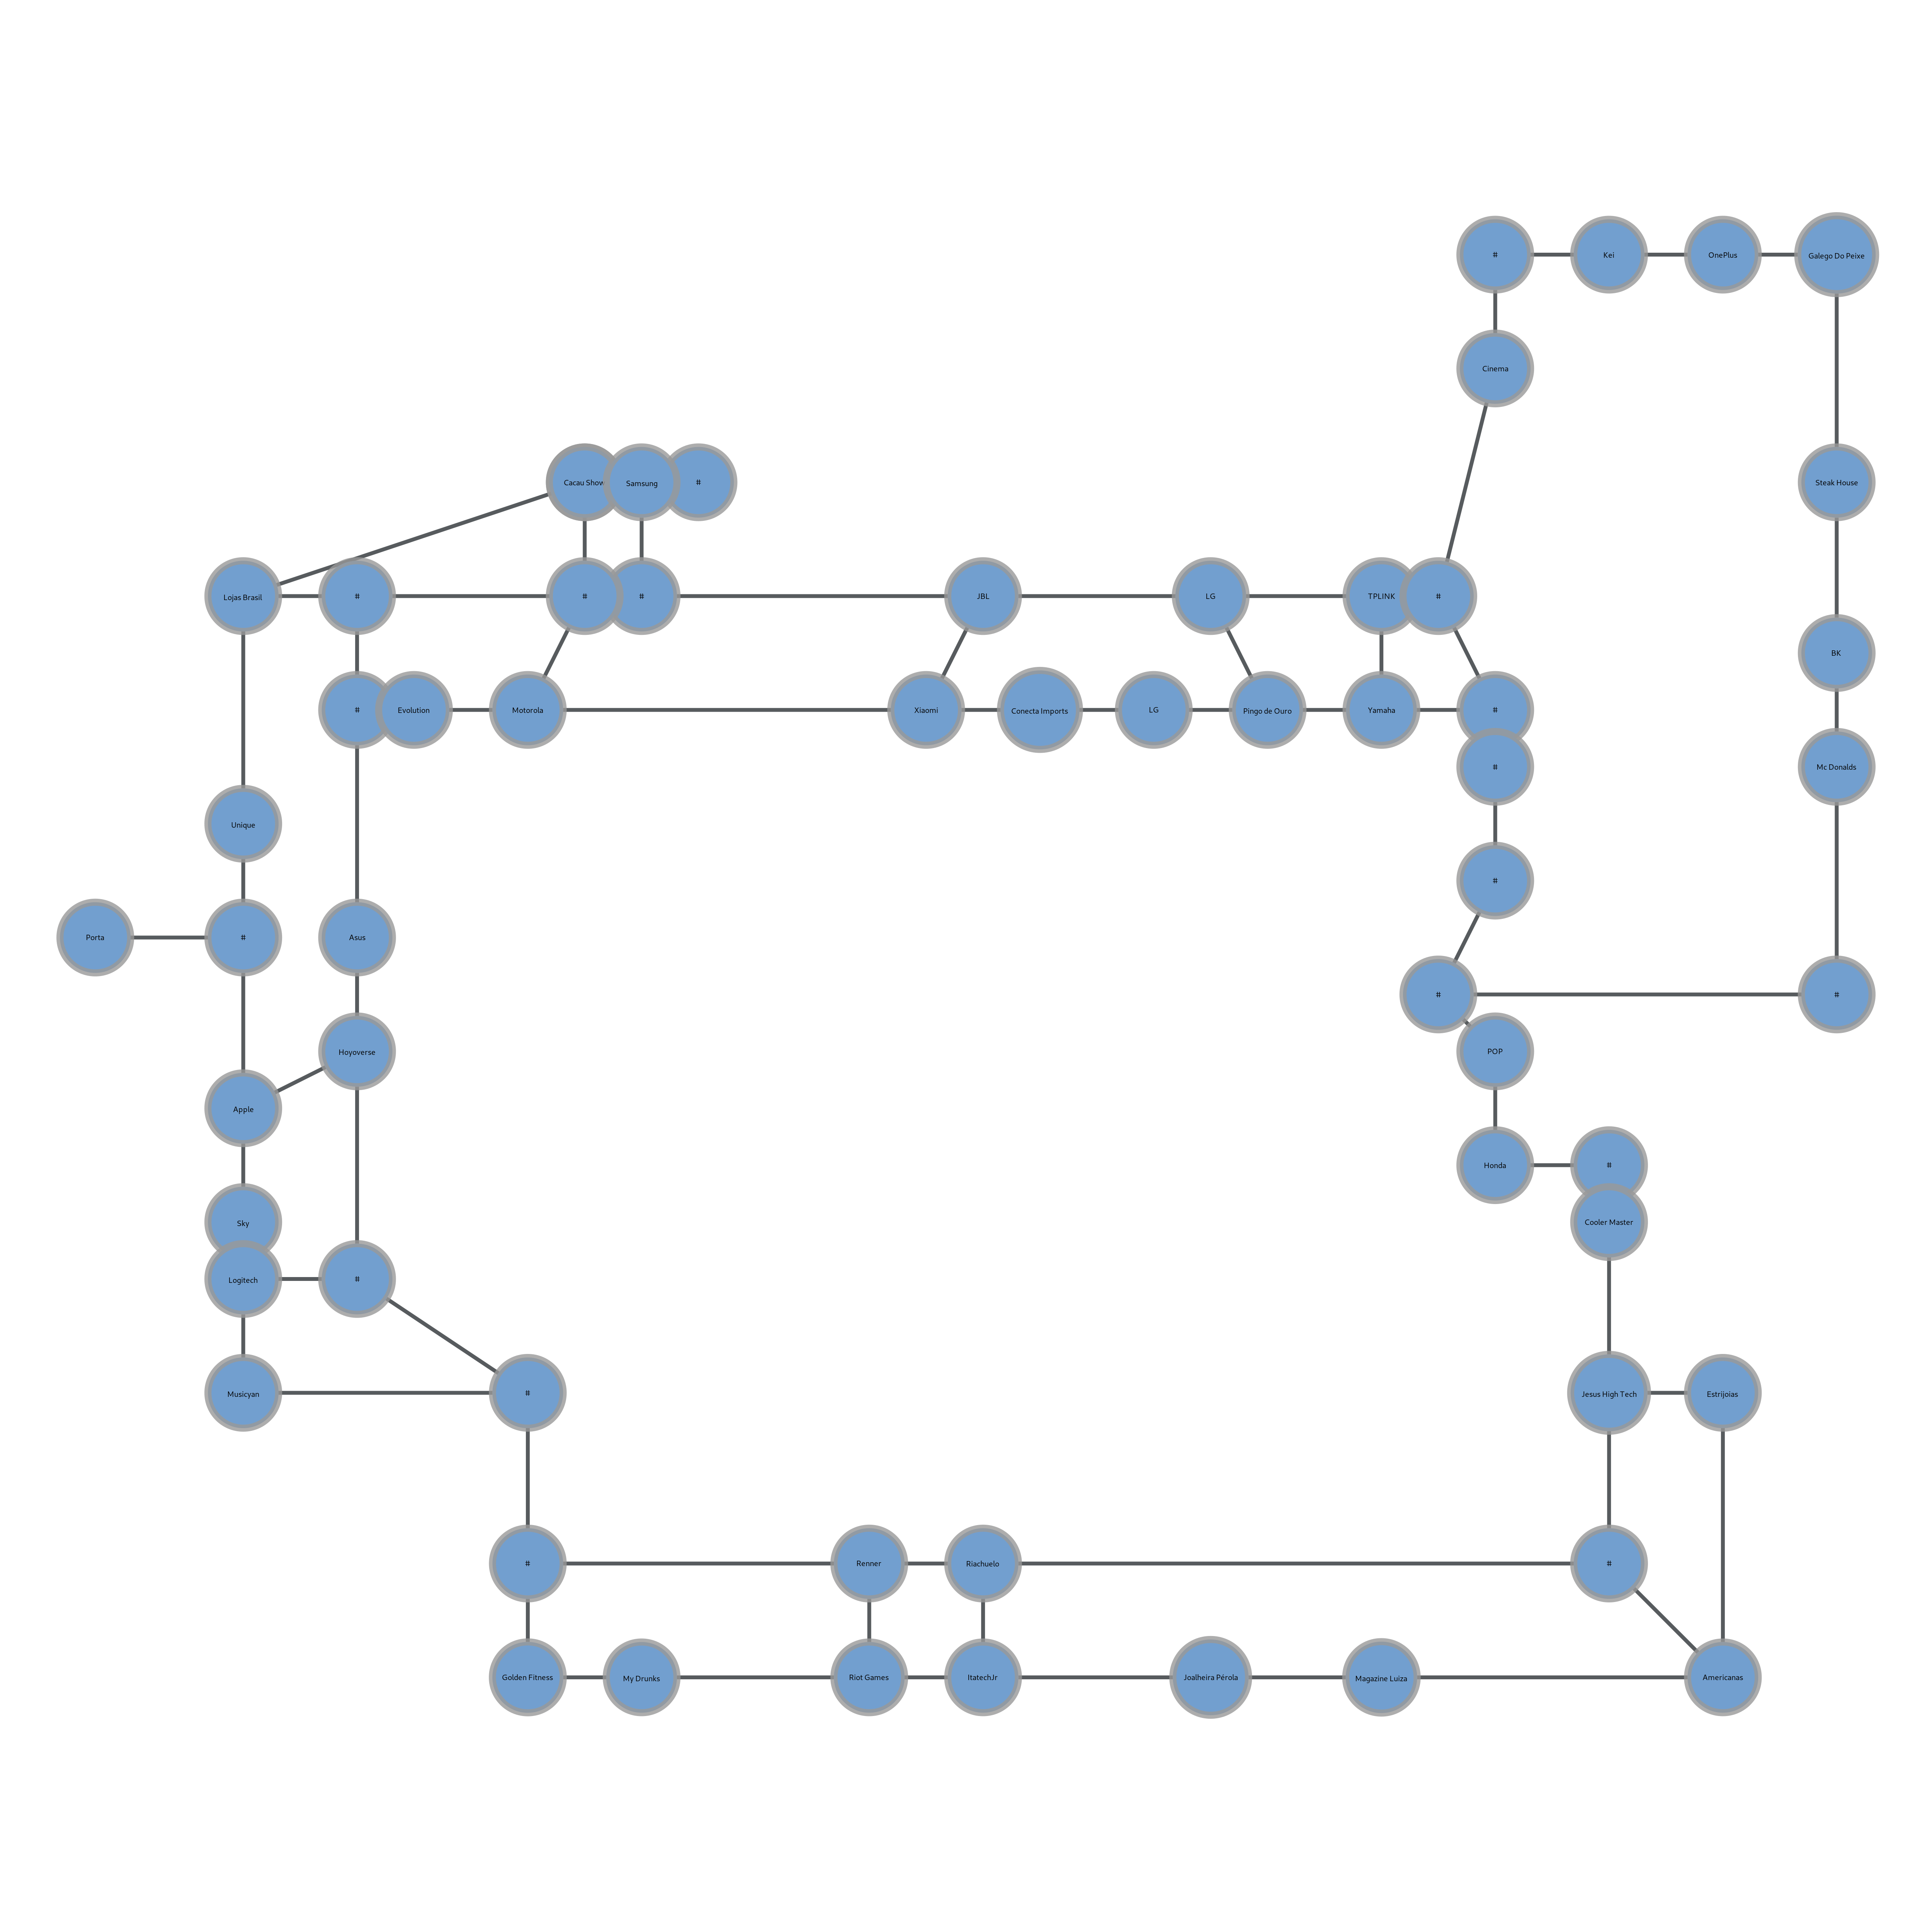 # Kei OnePlus Galego Do Peixe
Cinema
Cacau Show Samsung #
Steak House
Lojas Brasil # # # JBL LG TPLINK #
BK
# Evolution Motorola Xiaomi Conecta Imports LG Pingo de Ouro Yamaha #
# Mc Donalds
Unique
#
Porta # Asus
# #
Hoyoverse POP
Apple
Honda #
Sky Cooler Master
Logitech #
Musicyan # Jesus High Tech Estrijoias
# Renner Riachuelo #
Golden Fitness My Drunks Riot Games ItatechJr Joalheira Pérola Magazine Luiza Americanas